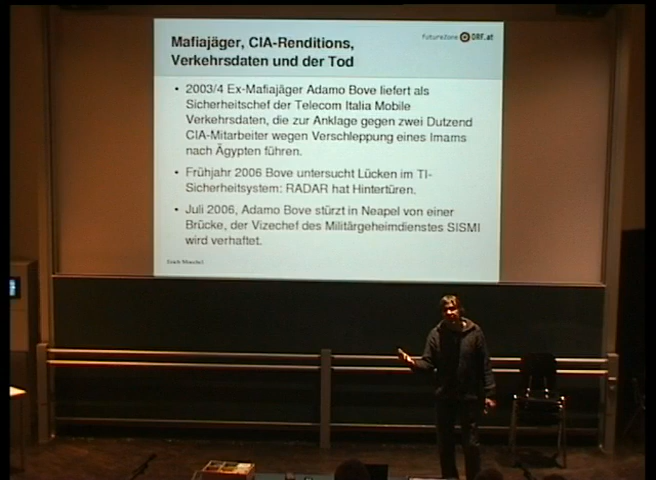 Mafiajäger, CIA-Renditions,
Verkehrsdaten und der Tod
futurezone ORF.at
• 2003/4 Ex-Mafiajäger Adamo Bove liefert als
Sicherheitschef der Telecom Italia Mobile
Verkehrsdaten, die zur Anklage gegen zwei Dutzend
CIA-Mitarbeiter wegen Verschleppung eines Imams
nach Ägypten führen.
• Frühjahr 2006 Bove untersucht Lücken im TI-
Sicherheitsystem: RADAR hat Hintertüren.
• Juli 2006, Adamo Bove stürzt in Neapel von einer
Brücke, der Vizechef des Militärgeheimdienstes SISMI
wird verhaftet.
Erich Moechel